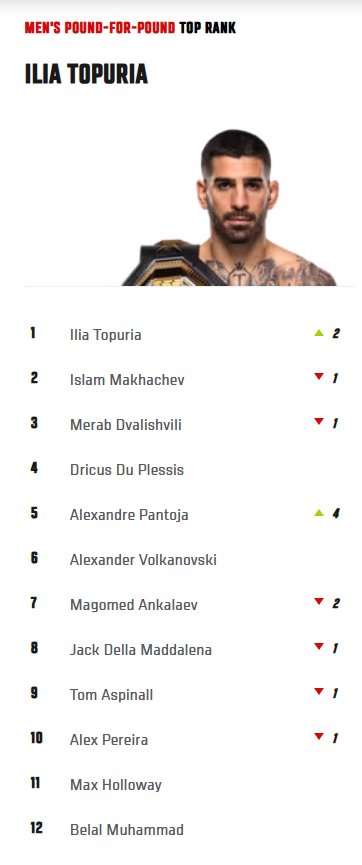 MEN'S POUND-FOR-POUND TOP RANK
ILIA TOPURIA
1 Ilia Topuria 2
2 Islam Makhachev 1
3 Merab Dvalishvili 1
4 Dricus Du Plessis
5 Alexandre Pantoja 4
6 Alexander Volkanovski
7 Magomed Ankalaev 2
8 Jack Della Maddalena 1
9 Tom Aspinall 1
10 Alex Pereira 1
11 Max Holloway
12 Belal Muhammad